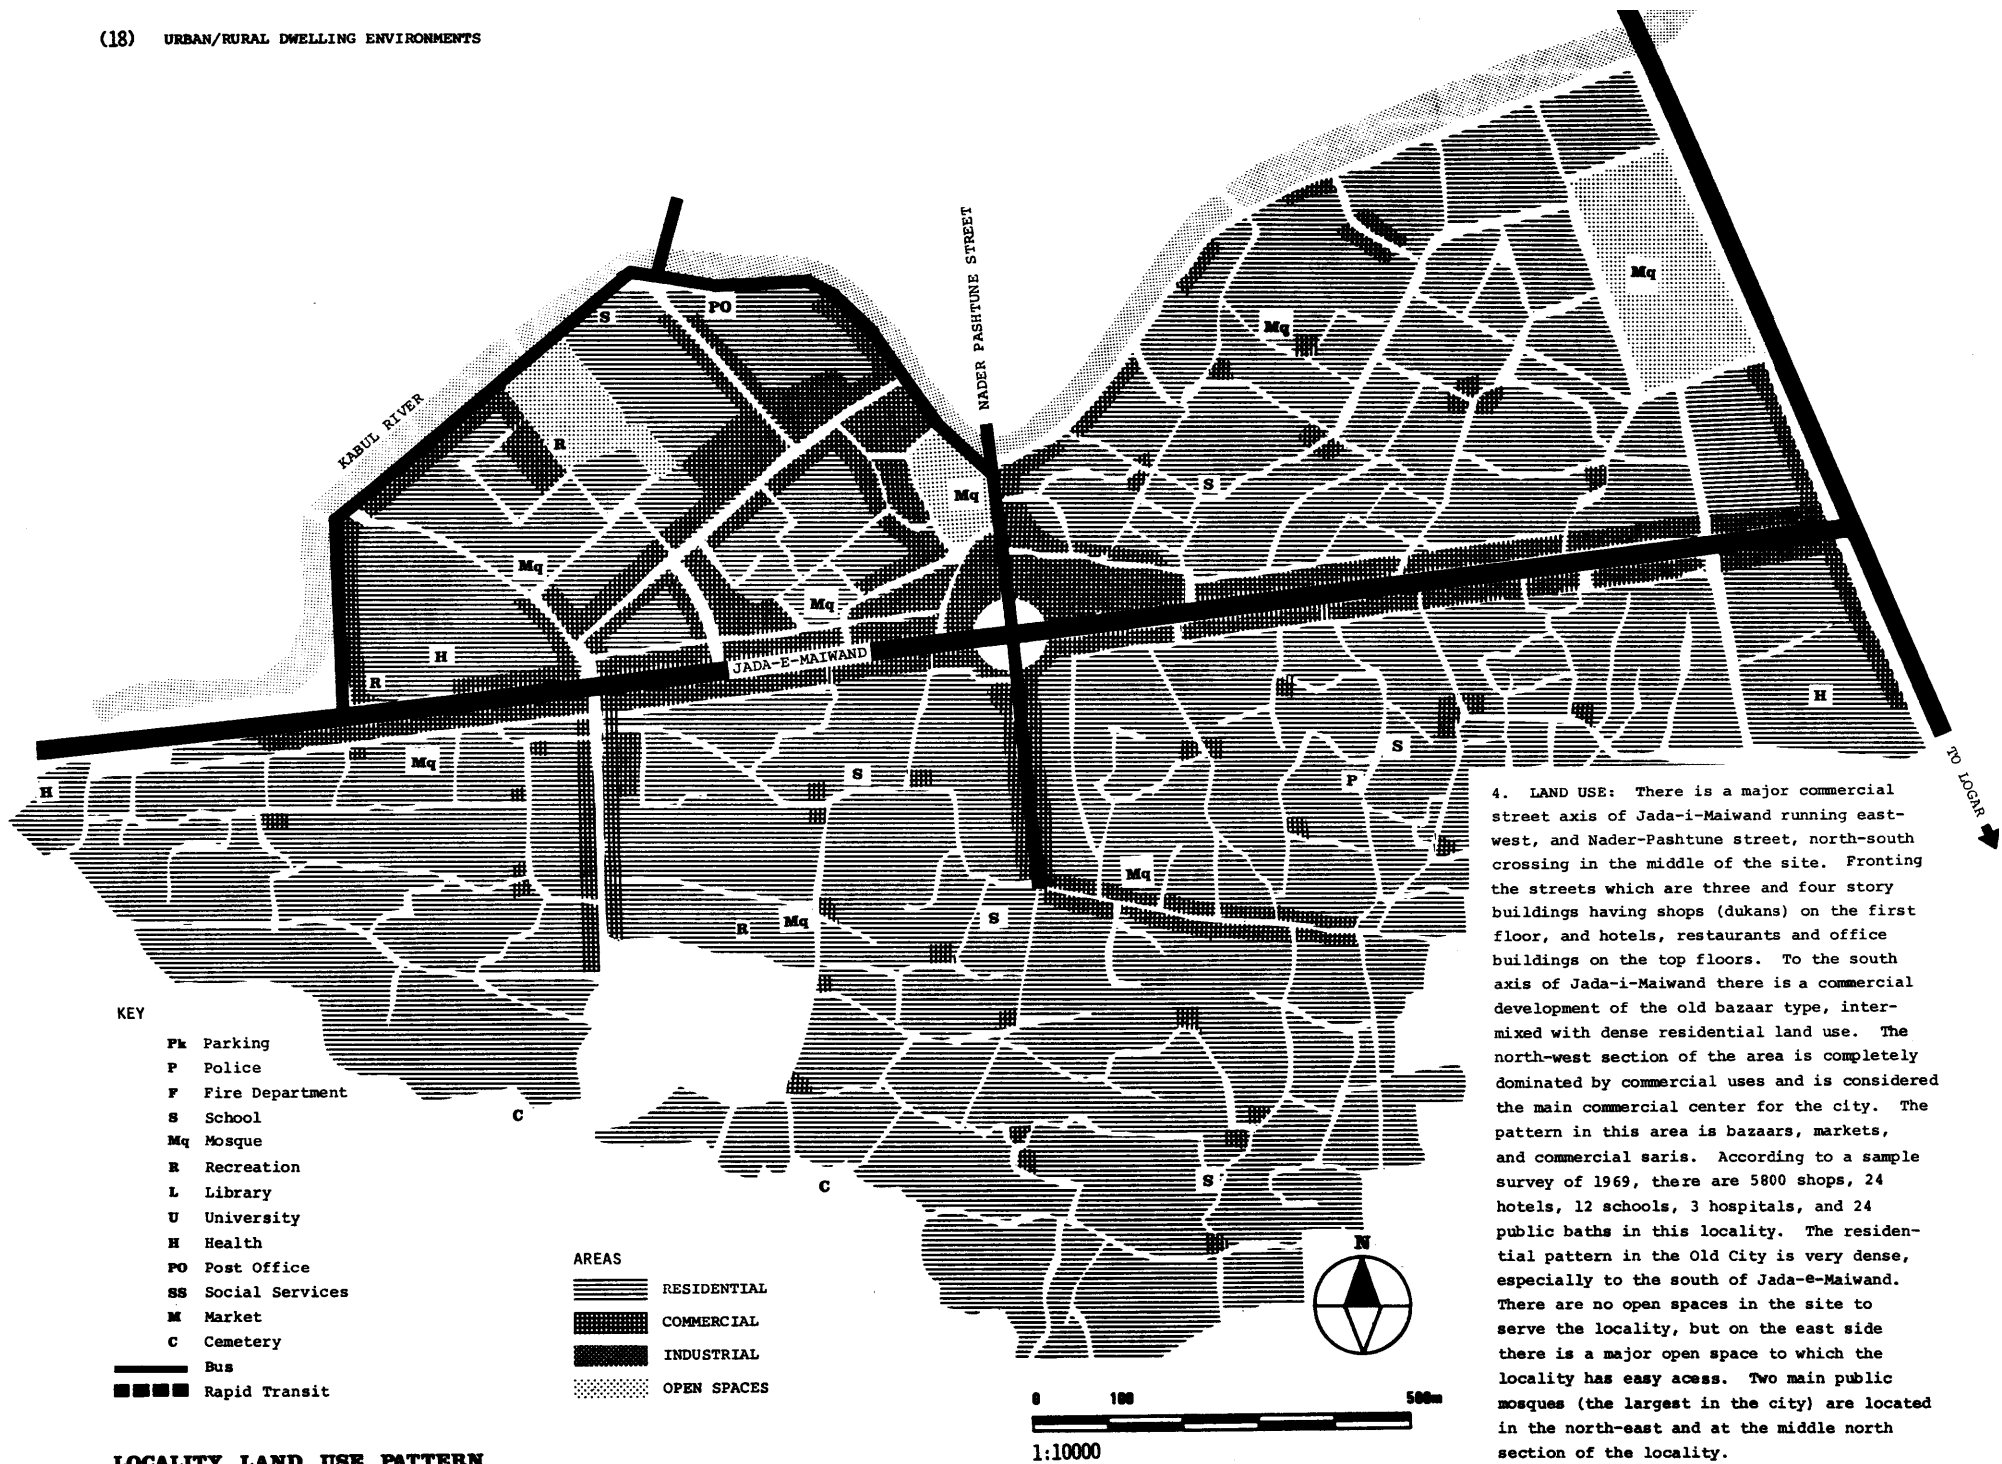 (18) URBAN/RURAL DWELLING ENVIRONMENTS
NADER PASHTUNE STREET
Mq
PO
S
Mq
KABUL RIVER
R
Mq
S
Mq
Mq
H
JADA-E-MAIWAND
R
H
Mq
S
S
H
P
TO LOGAR
Mq
S
R
Mq
C
C
S
4. LAND USE: There is a major commercial
street axis of Jada-i-Maiwand running east-
west, and Nader-Pashtune street, north-south
crossing in the middle of the site. Fronting
the streets which are three and four story
buildings having shops (dukans) on the first
floor, and hotels, restaurants and office
buildings on the top floors. To the south
axis of Jada-i-Maiwand there is a commercial
development of the old bazaar type, inter-
mixed with dense residential land use. The
north-west section of the area is completely
dominated by commercial uses and is considered
the main commercial center for the city. The
pattern in this area is bazaars, markets,
and commercial saris. According to a sample
survey of 1969, there are 5800 shops, 24
hotels, 12 schools, 3 hospitals, and 24
public baths in this locality. The residen-
tial pattern in the Old City is very dense,
especially to the south of Jada-e-Maiwand.
There are no open spaces in the site to
serve the locality, but on the east side
there is a major open space to which the
locality has easy acess. Two main public
mosques (the largest in the city) are located
in the north-east and at the middle north
section of the locality.
KEY
Pk Parking
P Police
F Fire Department
S School
Mq Mosque
R Recreation
L Library
U University
H Health
PO Post Office
SS Social Services
M Market
C Cemetery
Bus
Rapid Transit
AREAS
RESIDENTIAL
COMMERCIAL
INDUSTRIAL
OPEN SPACES
N
0 100 500m
1:10000
LOCALITY LAND USE PATTERN